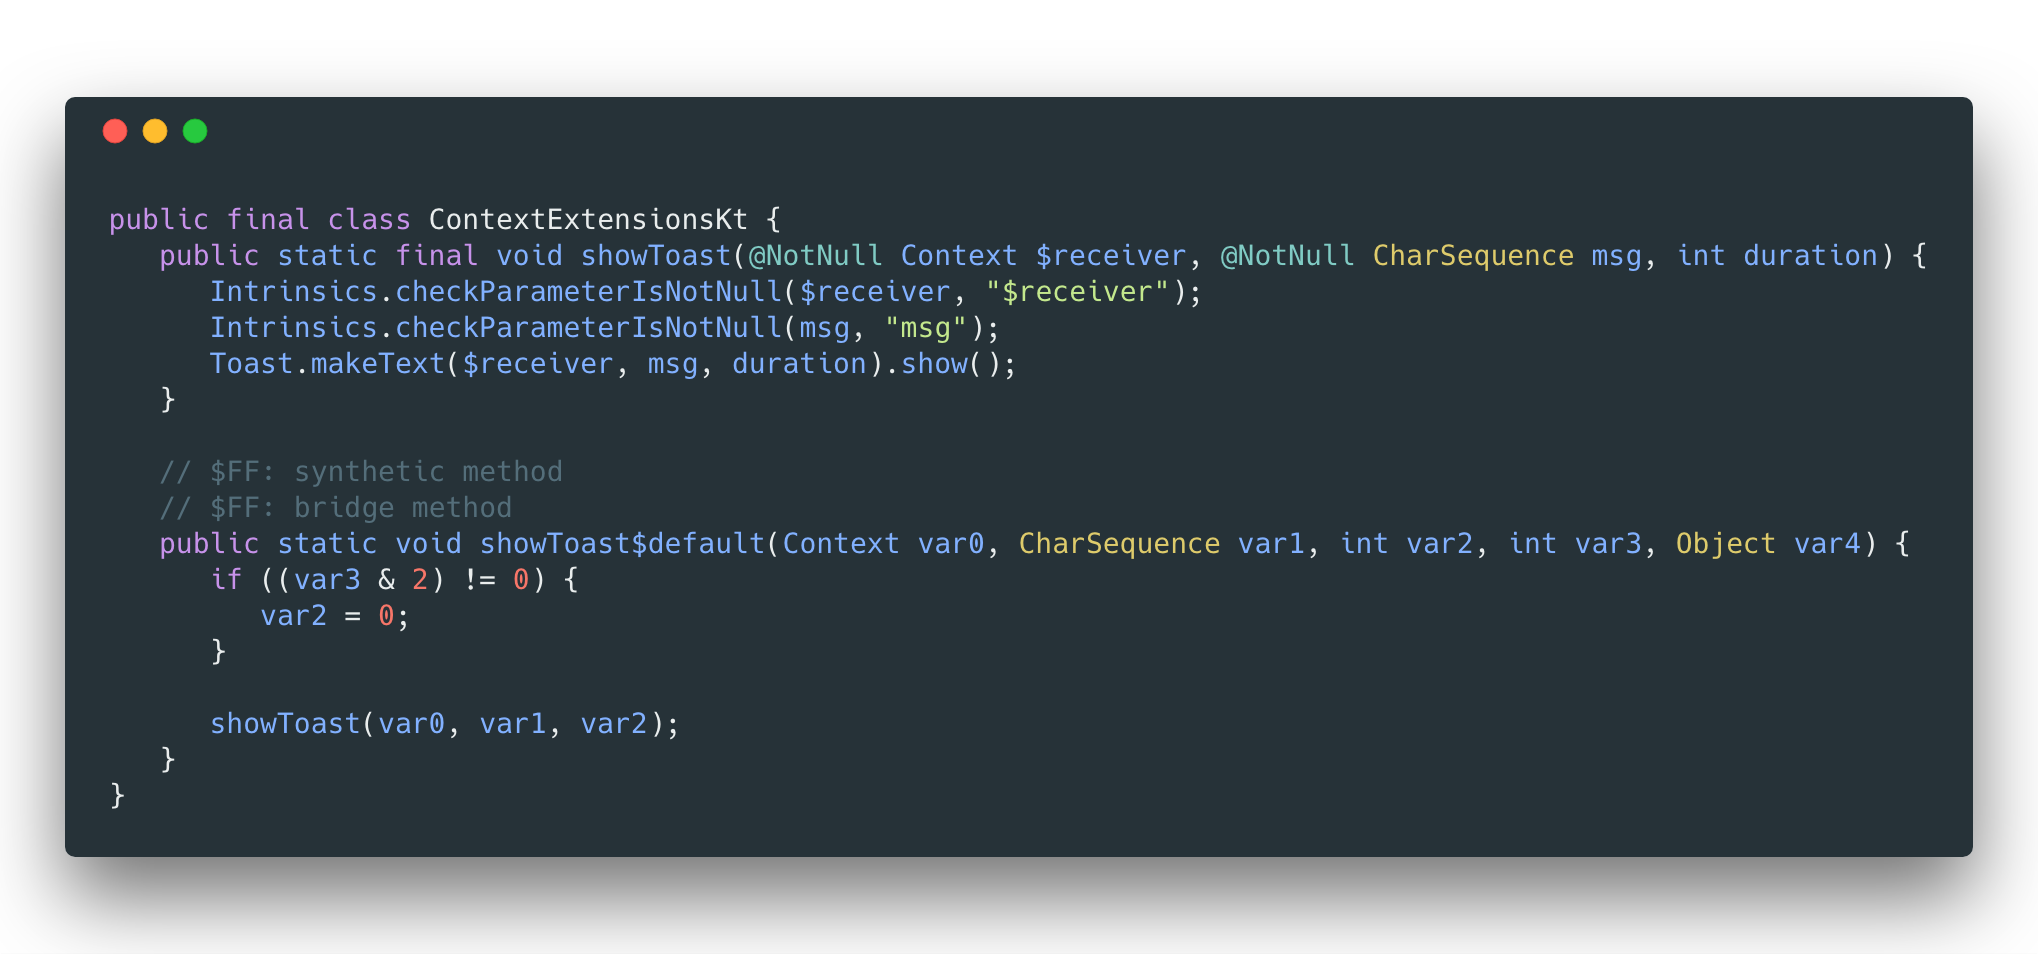 public final class ContextExtensionsKt {
   public static final void showToast(@NotNull Context $receiver, @NotNull CharSequence msg, int duration) {
      Intrinsics.checkParameterIsNotNull($receiver, "$receiver");
      Intrinsics.checkParameterIsNotNull(msg, "msg");
      Toast.makeText($receiver, msg, duration).show();
   }

   // $FF: synthetic method
   // $FF: bridge method
   public static void showToast$default(Context var0, CharSequence var1, int var2, int var3, Object var4) {
      if ((var3 & 2) != 0) {
         var2 = 0;
      }

      showToast(var0, var1, var2);
   }
}